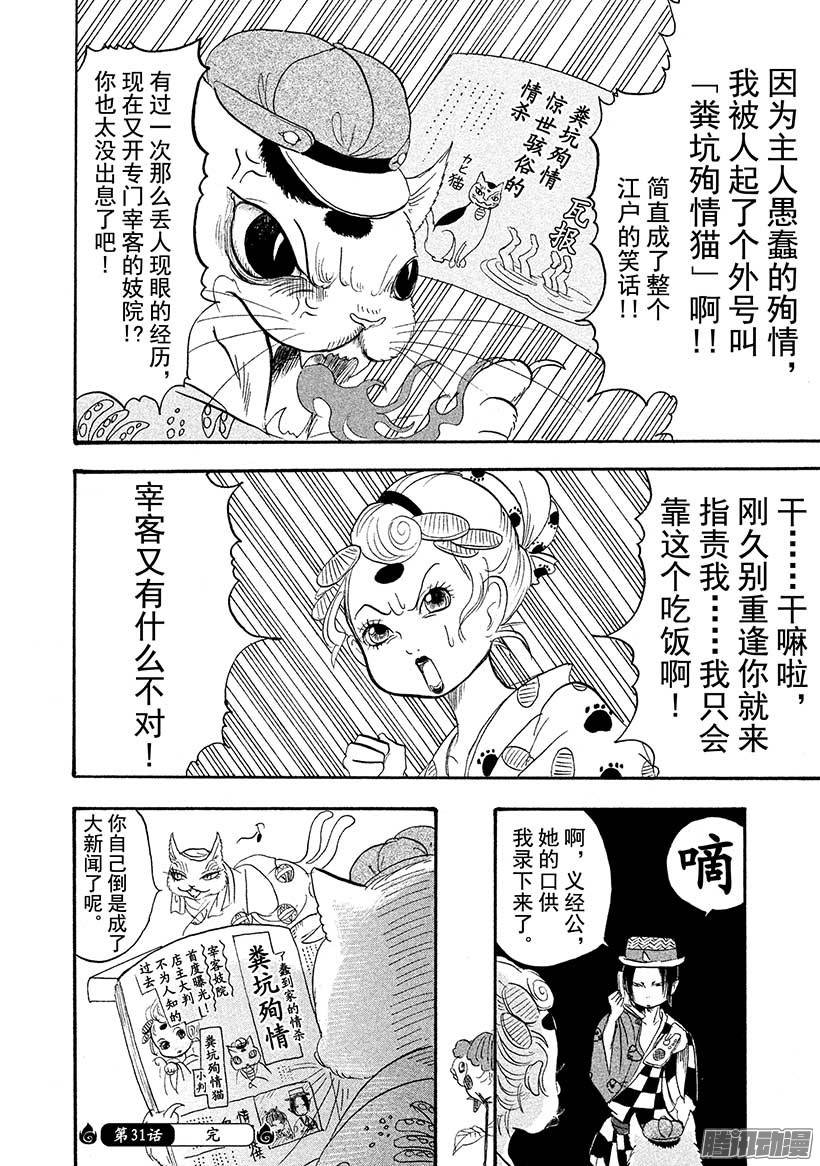 因为主人愚蠢的殉情，
我被人起了个外号叫
「粪坑殉情猫」啊!!
简直成了整个
江户的笑话!!
瓦报
粪坑殉情
惊世骇俗的
情杀
カピ猫
有过一次那么丢人现眼的经历，
现在又开专门宰客的妓院!?
你也太没出息了吧！
干……干嘛啦，
刚久别重逢你就来
指责我……我只会
靠这个吃饭啊！
宰客又有什么不对！
嘀
啊，义经公，
她的口供
我录下来了。
你自己倒是成了
大新闻了呢。
了蠢到家的情杀
粪坑殉情
宰客妓院
首度曝光！
店主大判
不为人知的
过去
粪坑殉情猫
小判
第31话 完
腾讯动漫